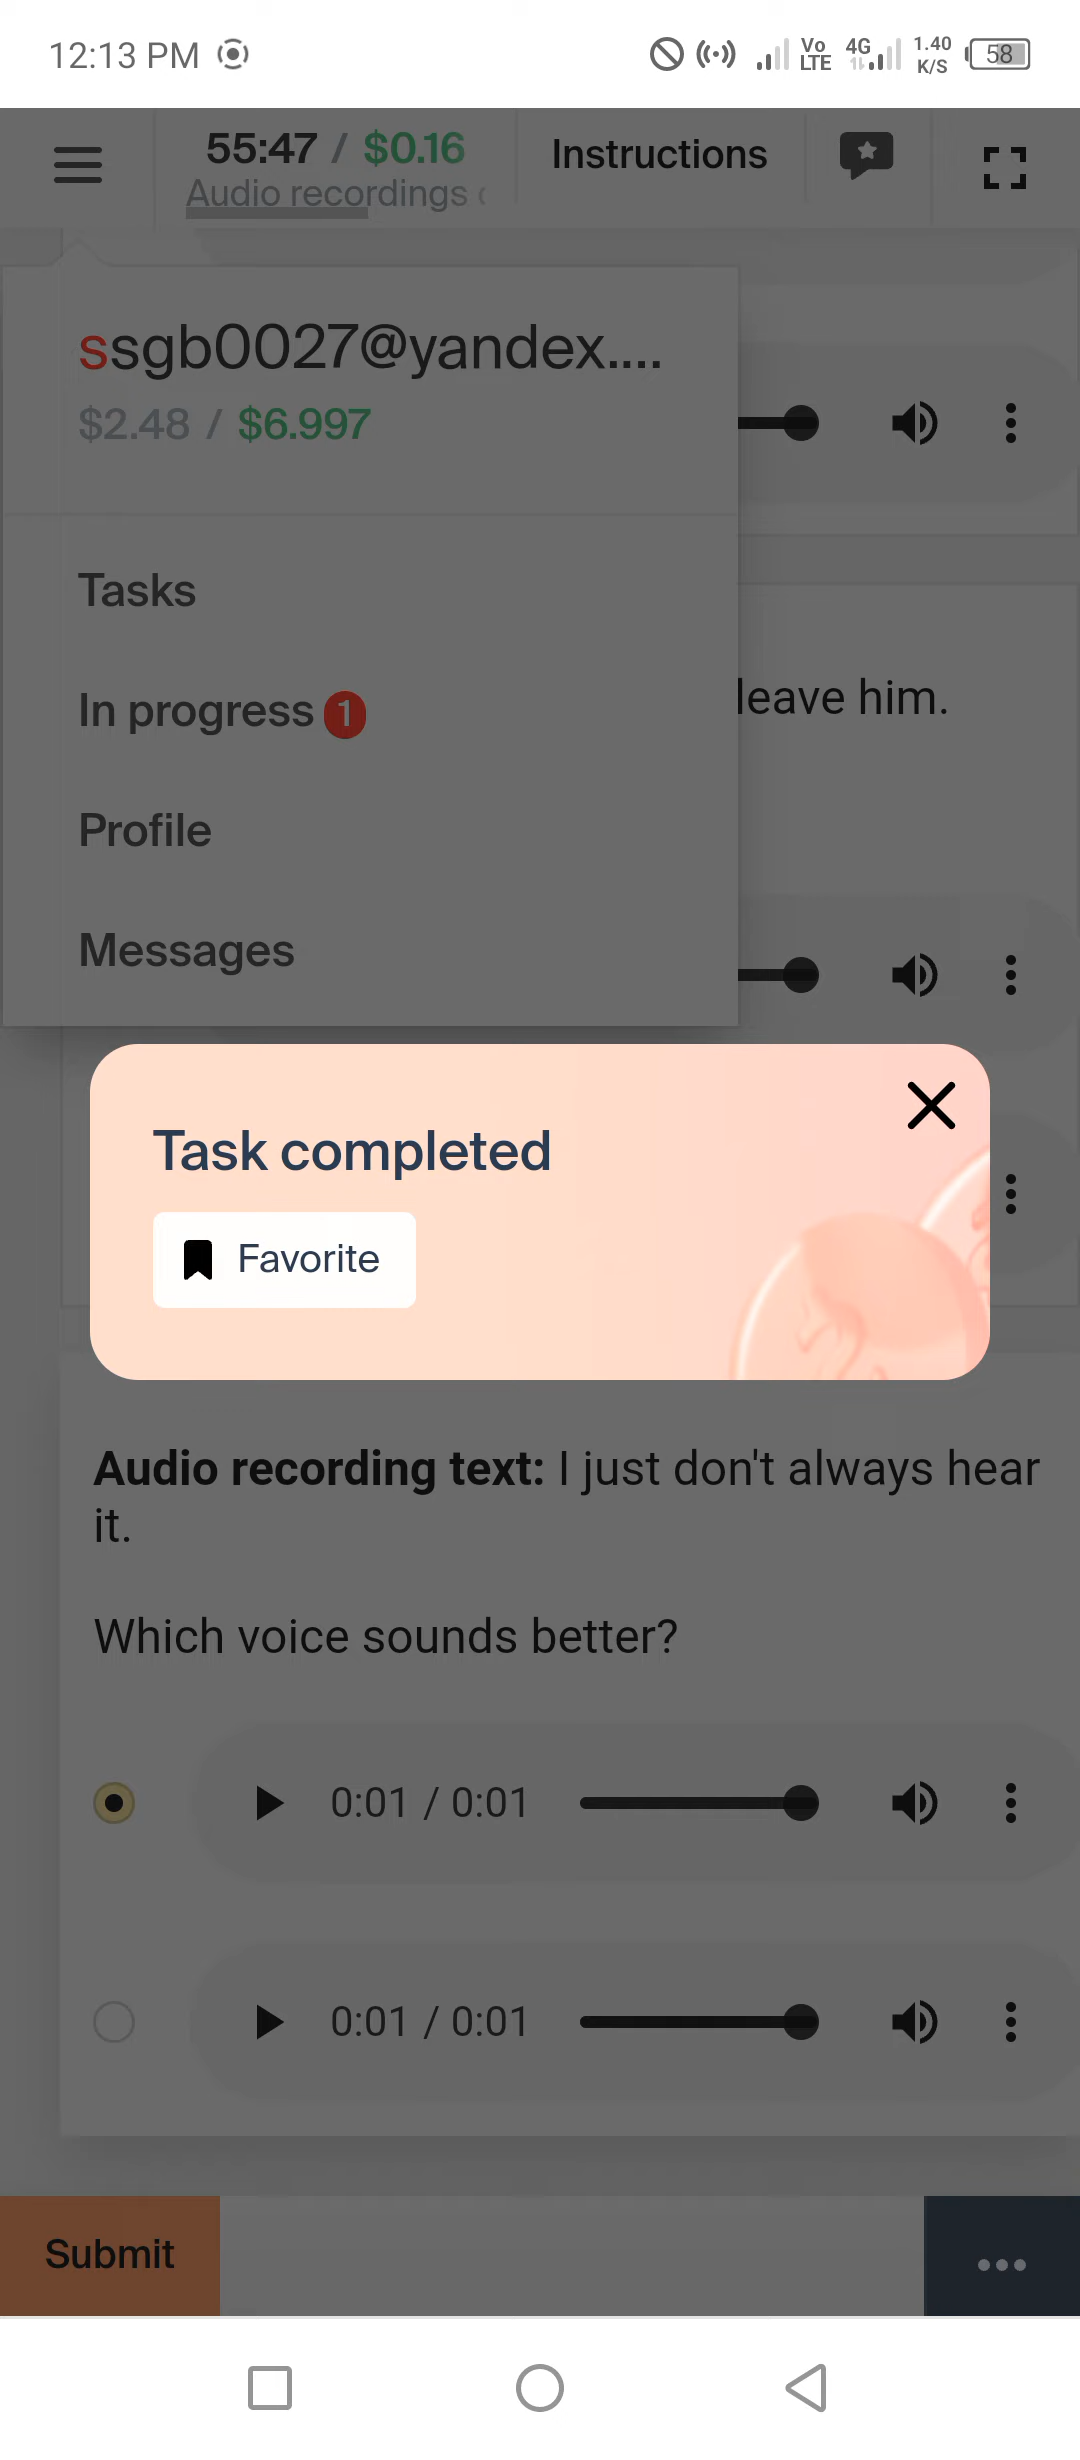 12:13 PM
Vo LTE 4G 1.40 K/S 58
55:47 / $0.16
Audio recordings
Instructions
ssgb0027@yandex....
$2.48 / $6.997
Tasks
In progress 1
leave him.
Profile
Messages
Task completed
Favorite
Audio recording text: I just don't always hear
it.
Which voice sounds better?
0:01 / 0:01
0:01 / 0:01
Submit